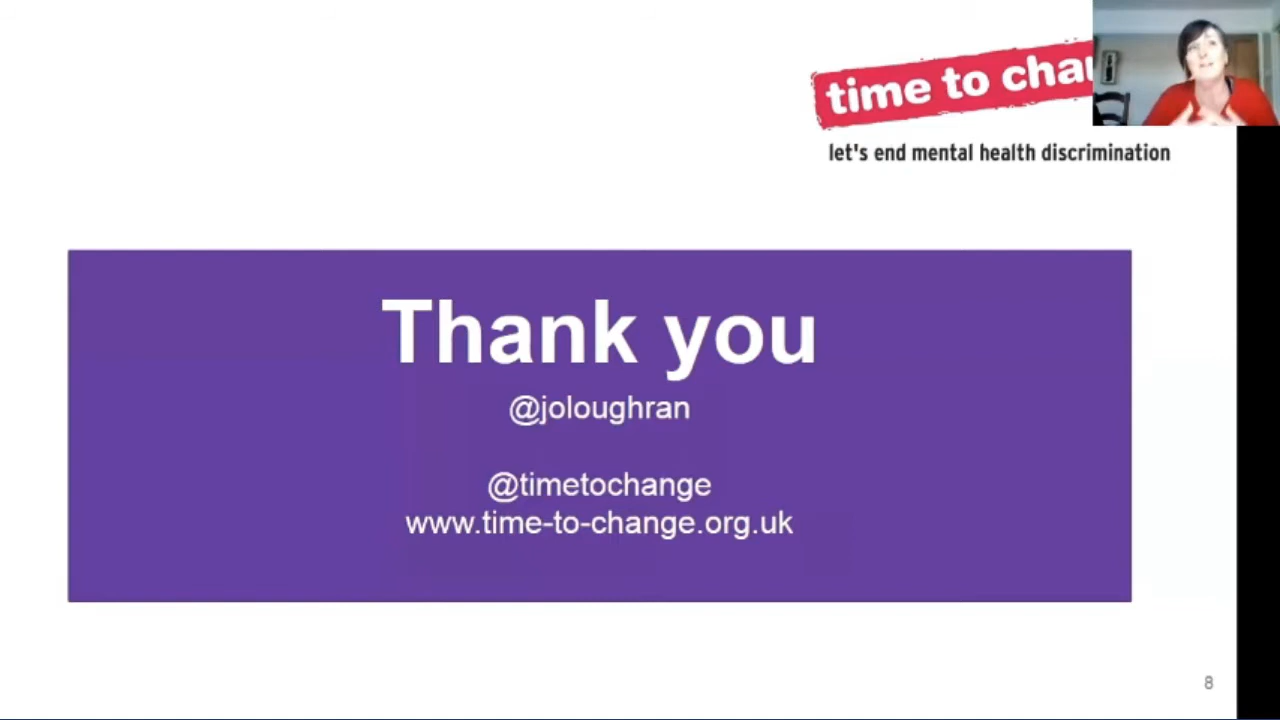 time to cha
let's end mental health discrimination
Thank you
@joloughran
@timetochange
www.time-to-change.org.uk
8